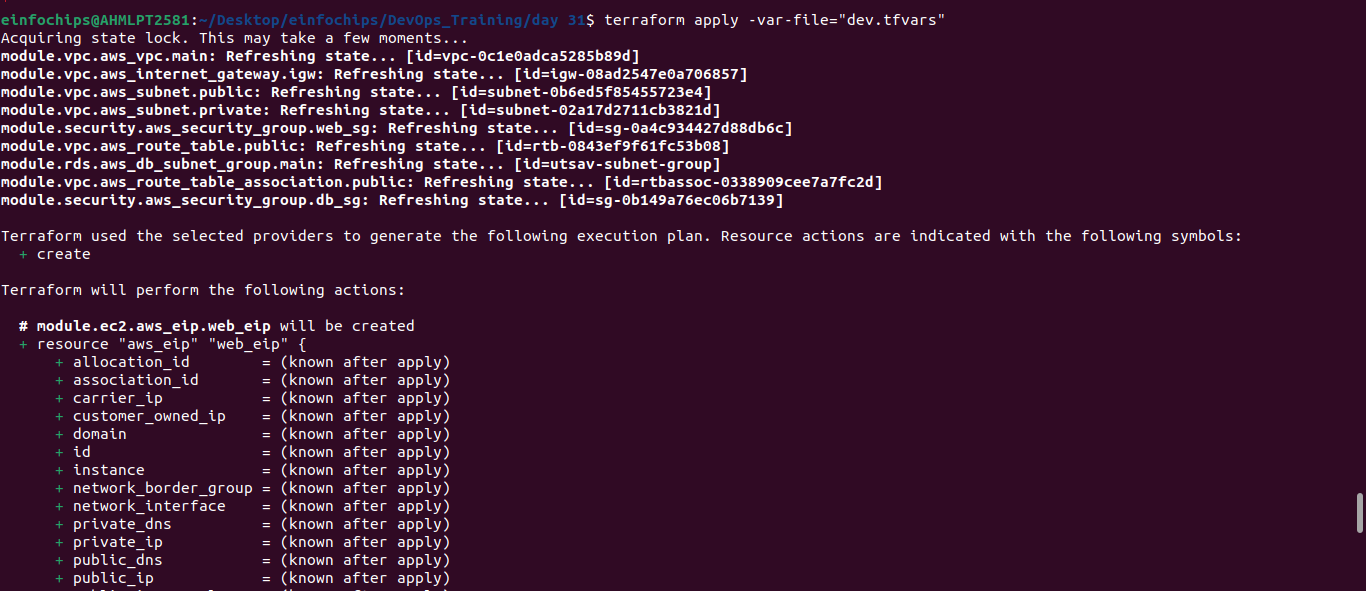 einfochips@AHMLPT2581:~/Desktop/einfochips/DevOps_Training/day 31$ terraform apply -var-file="dev.tfvars"
Acquiring state lock. This may take a few moments...
module.vpc.aws_vpc.main: Refreshing state... [id=vpc-0c1e0adca5285b89d]
module.vpc.aws_internet_gateway.igw: Refreshing state... [id=igw-08ad2547e0a706857]
module.vpc.aws_subnet.public: Refreshing state... [id=subnet-0b6ed5f85455723e4]
module.vpc.aws_subnet.private: Refreshing state... [id=subnet-02a17d2711cb3821d]
module.security.aws_security_group.web_sg: Refreshing state... [id=sg-0a4c934427d88db6c]
module.vpc.aws_route_table.public: Refreshing state... [id=rtb-0843ef9f61fc53b08]
module.rds.aws_db_subnet_group.main: Refreshing state... [id=utsav-subnet-group]
module.vpc.aws_route_table_association.public: Refreshing state... [id=rtbassoc-0338909cee7a7fc2d]
module.security.aws_security_group.db_sg: Refreshing state... [id=sg-0b149a76ec06b7139]
Terraform used the selected providers to generate the following execution plan. Resource actions are indicated with the following symbols:
  + create
Terraform will perform the following actions:
  # module.ec2.aws_eip.web_eip will be created
  + resource "aws_eip" "web_eip" {
      + allocation_id        = (known after apply)
      + association_id       = (known after apply)
      + carrier_ip           = (known after apply)
      + customer_owned_ip    = (known after apply)
      + domain               = (known after apply)
      + id                   = (known after apply)
      + instance             = (known after apply)
      + network_border_group = (known after apply)
      + network_interface    = (known after apply)
      + private_dns          = (known after apply)
      + private_ip           = (known after apply)
      + public_dns           = (known after apply)
      + public_ip            = (known after apply)